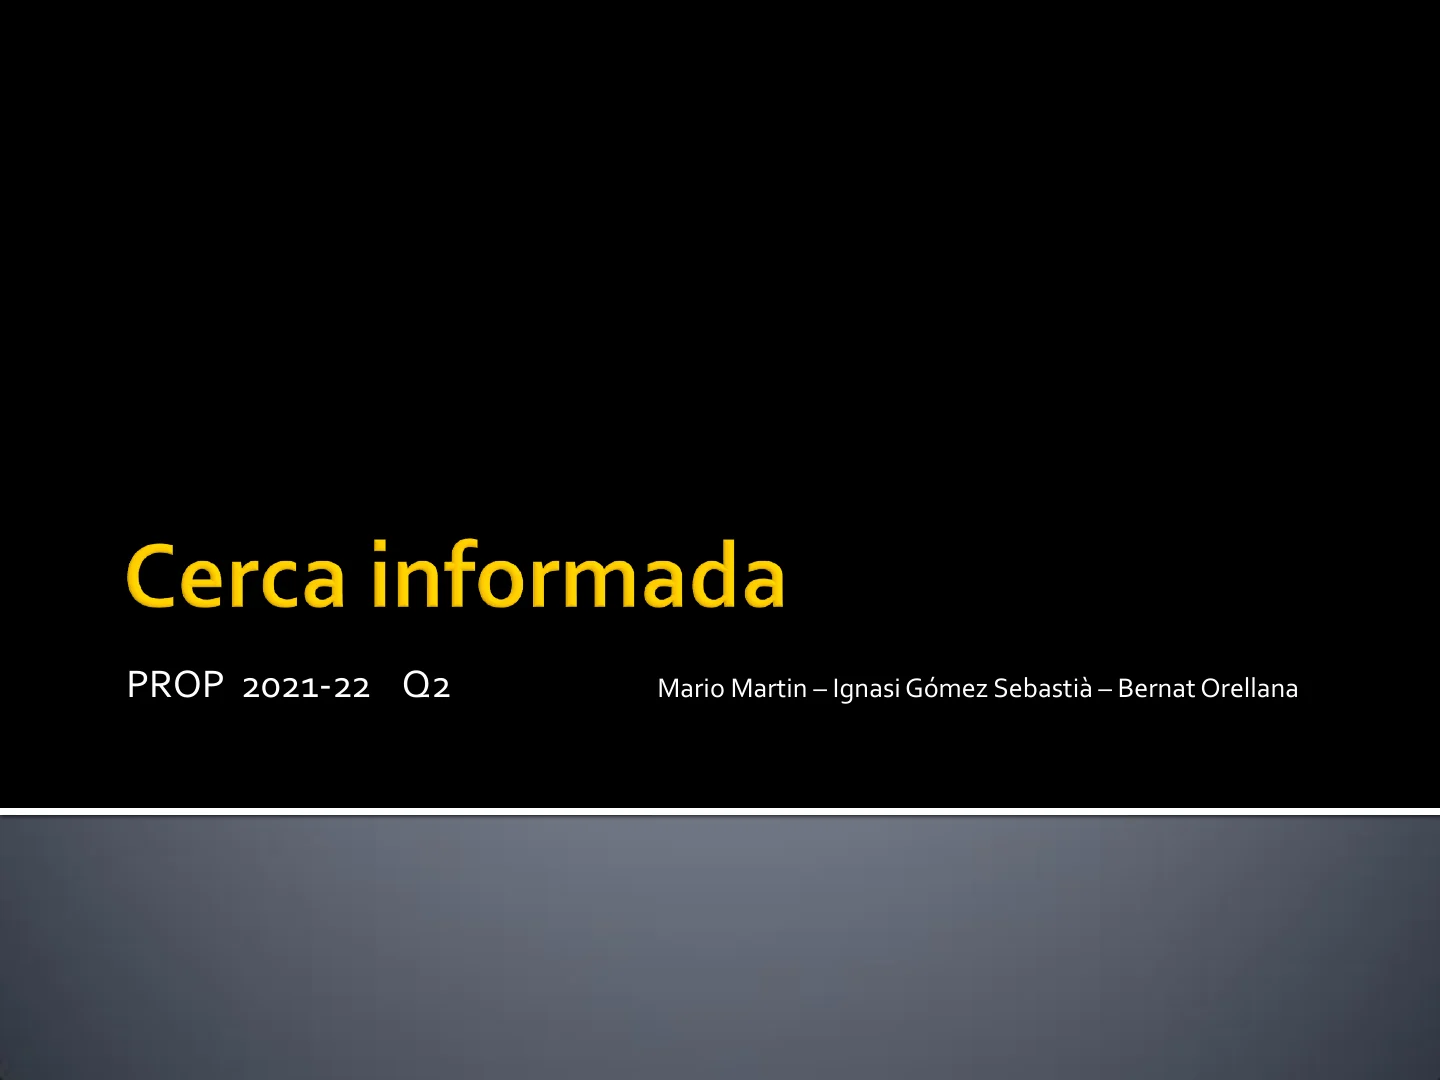 Cerca informada
PROP 2021-22 Q2 Mario Martin – Ignasi Gómez Sebastià – Bernat Orellana